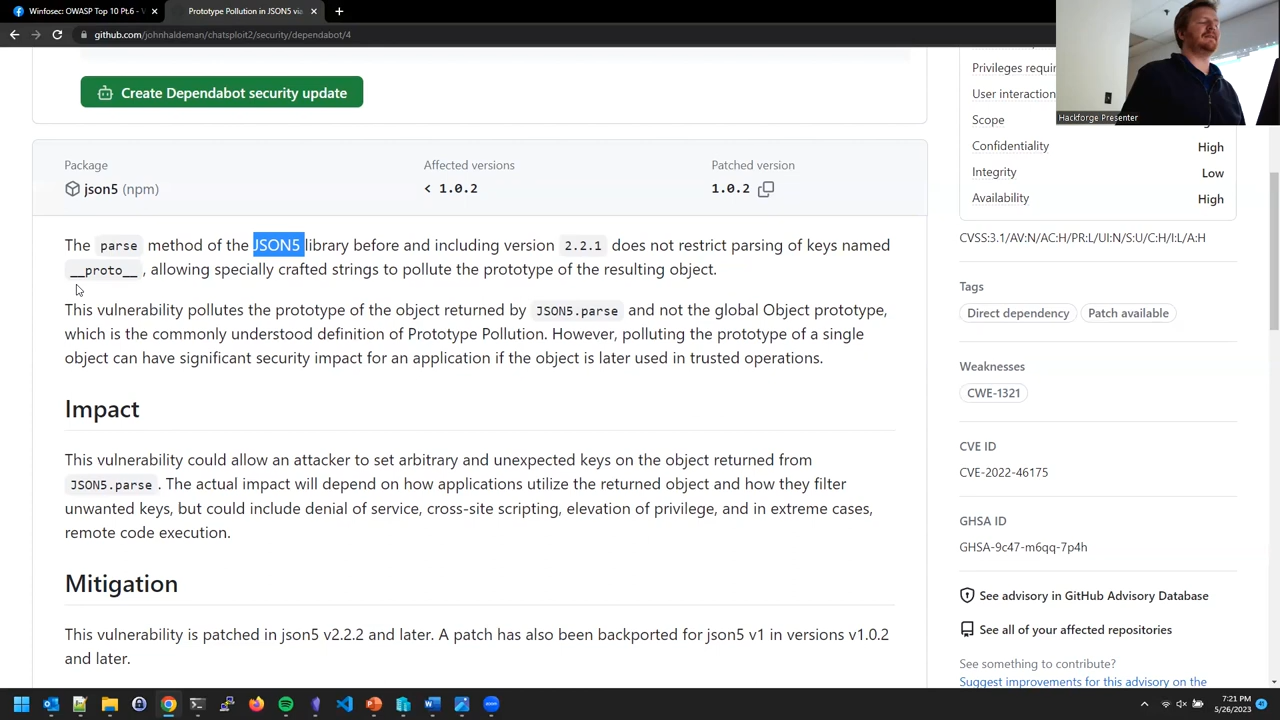 Winfosec: OWASP Top 10 Pt.6 - V
Prototype Pollution in JSON5 via
github.com/johnhaldeman/chatsploit2/security/dependabot/4
Hackforge Presenter
Create Dependabot security update
Package
Affected versions
Patched version
json5 (npm)
< 1.0.2
1.0.2
The parse method of the JSON5 library before and including version 2.2.1 does not restrict parsing of keys named
__proto__, allowing specially crafted strings to pollute the prototype of the resulting object.
This vulnerability pollutes the prototype of the object returned by JSON5.parse and not the global Object prototype,
which is the commonly understood definition of Prototype Pollution. However, polluting the prototype of a single
object can have significant security impact for an application if the object is later used in trusted operations.
Impact
This vulnerability could allow an attacker to set arbitrary and unexpected keys on the object returned from
JSON5.parse. The actual impact will depend on how applications utilize the returned object and how they filter
unwanted keys, but could include denial of service, cross-site scripting, elevation of privilege, and in extreme cases,
remote code execution.
Mitigation
This vulnerability is patched in json5 v2.2.2 and later. A patch has also been backported for json5 v1 in versions v1.0.2
and later.
Privileges requir
User interaction
Scope
Confidentiality High
Integrity Low
Availability High
CVSS:3.1/AV:N/AC:H/PR:L/UI:N/S:U/C:H/I:L/A:H
Tags
Direct dependency
Patch available
Weaknesses
CWE-1321
CVE ID
CVE-2022-46175
GHSA ID
GHSA-9c47-m6qq-7p4h
See advisory in GitHub Advisory Database
See all of your affected repositories
See something to contribute?
Suggest improvements for this advisory on the
7:21 PM
5/26/2023